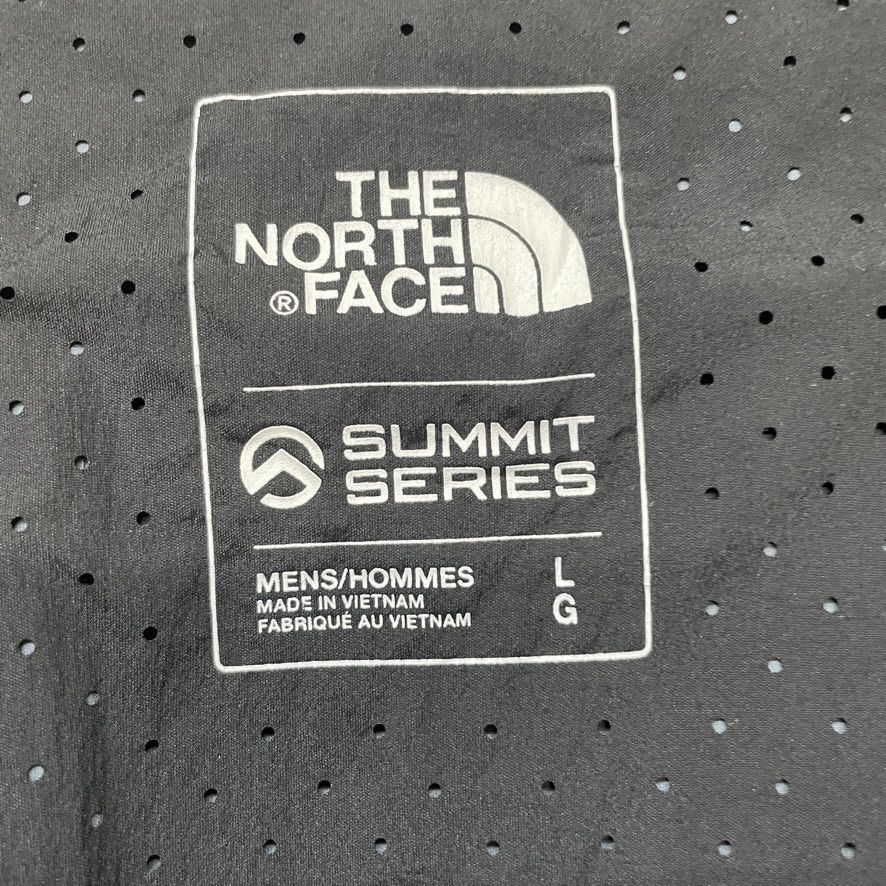 THE
NORTH
® FACE
SUMMIT
SERIES
MENS/HOMMES L
MADE IN VIETNAM G
FABRIQUÉ AU VIETNAM